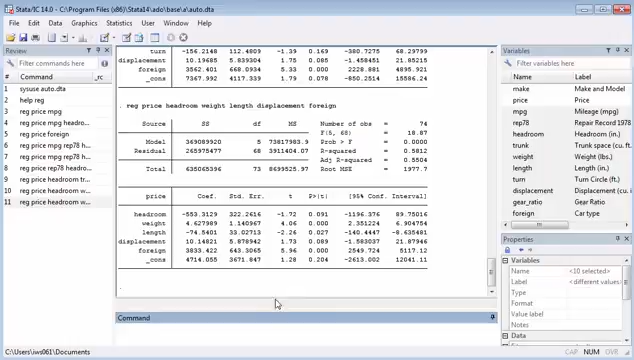 Stata/IC 14.0 - C:\Program Files (x86)\Stata14\ado\base\a\auto.dta
File Edit Data Graphics Statistics User Window Help
Review
Filter commands here
# Command _rc
1 sysuse auto.dta
2 help reg
3 reg price mpg
4 reg price mpg headro...
5 reg price foreign
6 reg price mpg
7 reg price mpg rep78 h...
8 reg price mpg rep78 h...
9 reg price headroom tr...
10 reg price headroom w...
11 reg price headroom w...
turn -156.2148 112.4809 -1.39 0.169 -380.7275 68.29799
displacement 10.19685 5.839304 1.75 0.085 -1.458451 21.85215
foreign 3562.401 668.0934 5.33 0.000 2228.881 4895.921
_cons 7367.992 4117.339 1.79 0.078 -850.2514 15586.24
. reg price headroom weight length displacement foreign
Source SS df MS Number of obs = 74
F(5, 68) = 18.87
Model 369089920 5 73817983.9 Prob > F = 0.0000
Residual 265975477 68 3911404.07 R-squared = 0.5812
Adj R-squared = 0.5504
Total 635065396 73 8699525.97 Root MSE = 1977.7
price Coef. Std. Err. t P>|t| [95% Conf. Interval]
headroom -553.3129 322.2616 -1.72 0.091 -1196.376 89.75016
weight 4.627989 1.140967 4.06 0.000 2.351224 6.904754
length -74.5401 33.02713 -2.26 0.027 -140.4447 -8.635481
displacement 10.14821 5.878942 1.73 0.089 -1.583037 21.87946
foreign 3833.422 643.3065 5.96 0.000 2549.724 5117.12
_cons 4714.055 3671.847 1.28 0.204 -2613.002 12041.11
.
Command
Variables
Filter variables here
Name Label
make Make and Model
price Price
mpg Mileage (mpg)
rep78 Repair Record 1978
headroom Headroom (in.)
trunk Trunk space (cu. ft.)
weight Weight (lbs.)
length Length (in.)
displacement Displacement (cu. in.)
gear_ratio Gear Ratio
foreign Car type
Properties
Variables
Name <10 selected>
Label <different values>
Type
Format
Value label
Notes
Data
C:\Users\iws061\Documents
CAP NUM OVR